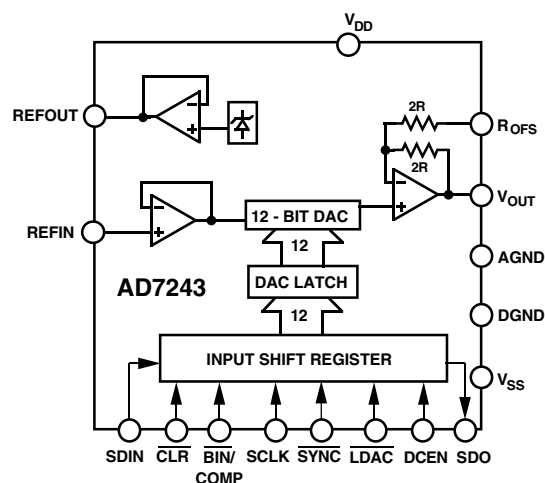 VDD
REFOUT
2R
ROFS
2R
12 - BIT DAC
VOUT
REFIN
12
AGND
AD7243
DAC LATCH
12
DGND
INPUT SHIFT REGISTER
VSS
SDIN
CLR
BIN/
COMP
SCLK
SYNC
LDAC
DCEN
SDO